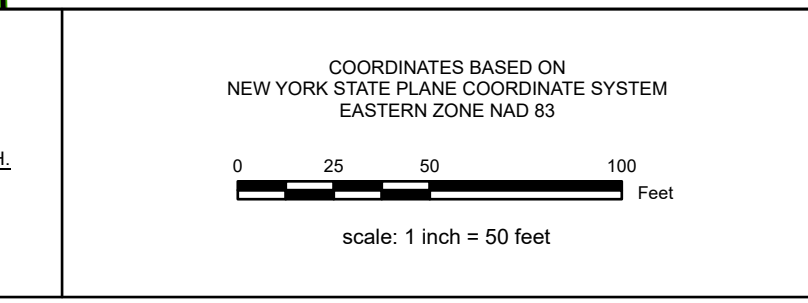 COORDINATES BASED ON
NEW YORK STATE PLANE COORDINATE SYSTEM
EASTERN ZONE NAD 83
H.
0 25 50 100
Feet
scale: 1 inch = 50 feet